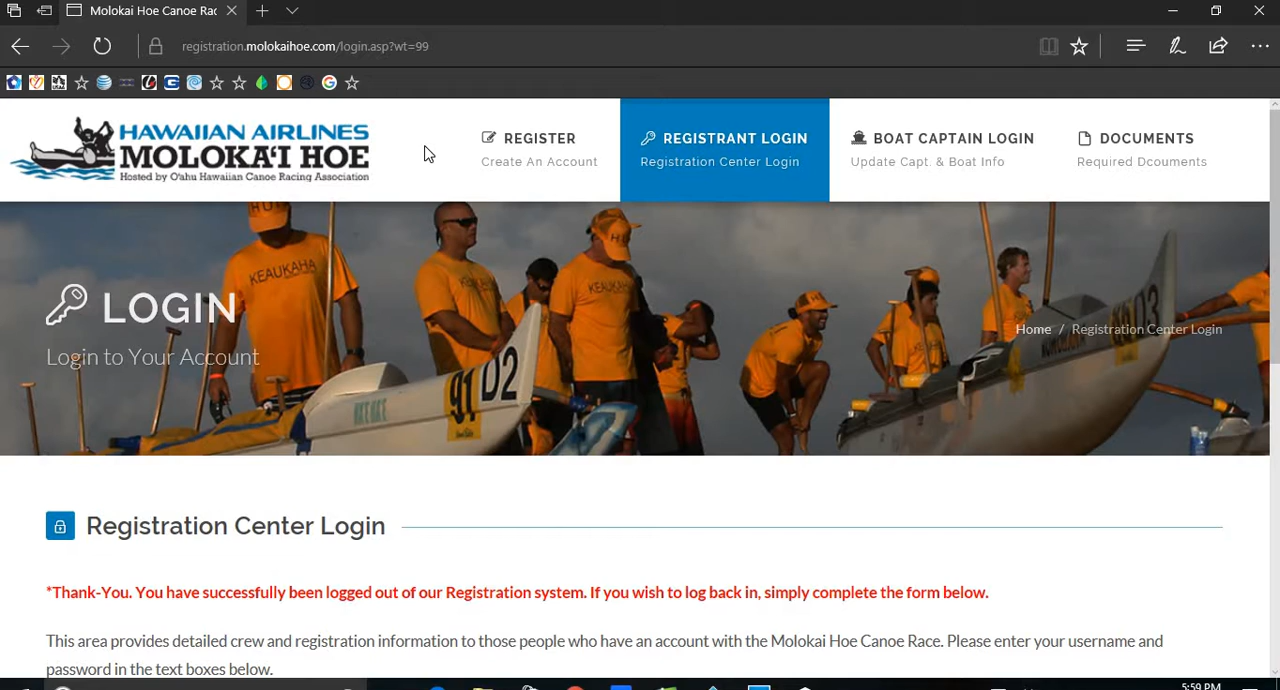 Molokai Hoe Canoe Rac
registration.molokaihoe.com/login.asp?wt=99
HAWAIIAN AIRLINES
MOLOKA'I HOE
Hosted by O'ahu Hawaiian Canoe Racing Association
REGISTER
Create An Account
REGISTRANT LOGIN
Registration Center Login
BOAT CAPTAIN LOGIN
Update Capt. & Boat Info
DOCUMENTS
Required Dcouments
KEAUKAHA
KEAUKAHA
91 D2
D3
LOGIN
Login to Your Account
Home / Registration Center Login
Registration Center Login
*Thank-You. You have successfully been logged out of our Registration system. If you wish to log back in, simply complete the form below.
This area provides detailed crew and registration information to those people who have an account with the Molokai Hoe Canoe Race. Please enter your username and
password in the text boxes below.
5:59 PM